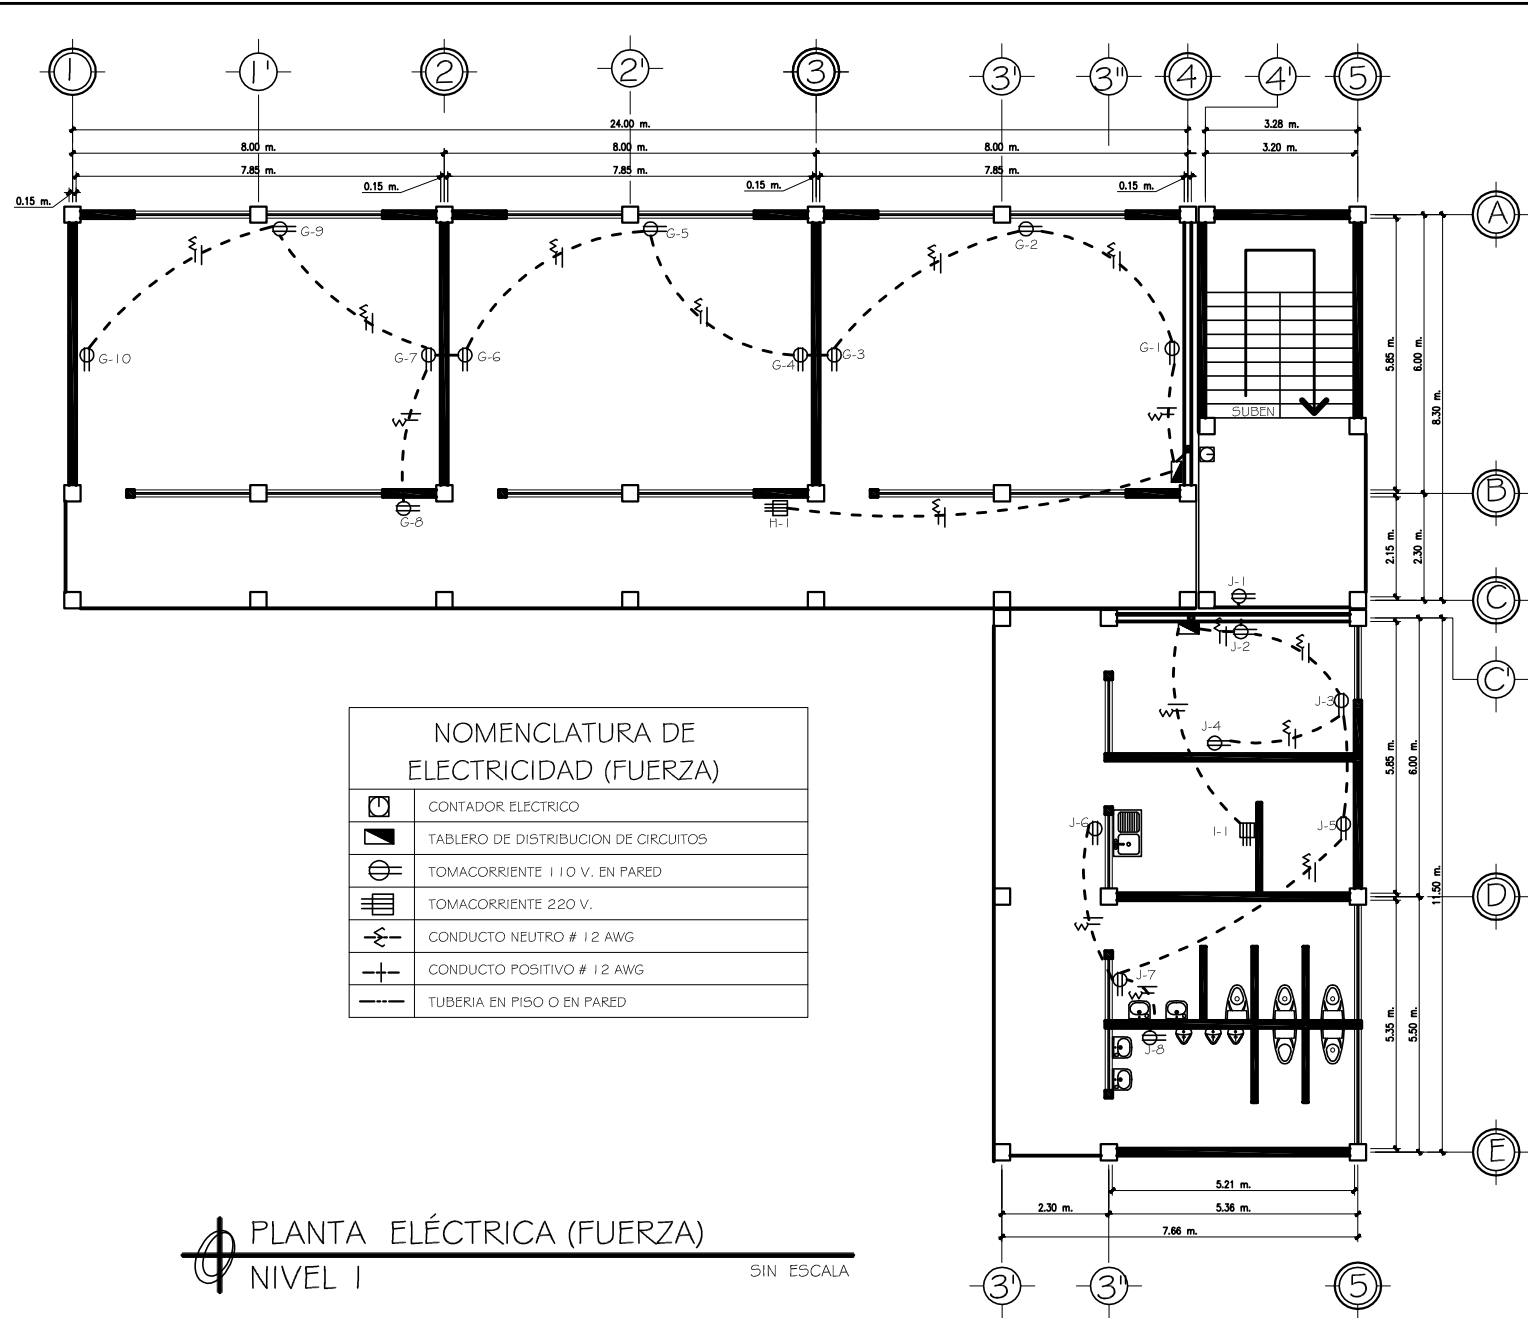 1 1' 2 2' 3 3' 3" 4 4' 5
24.00 m. 3.28 m.
8.00 m. 8.00 m. 8.00 m. 3.20 m.
7.85 m. 7.85 m. 7.85 m.
0.15 m. 0.15 m. 0.15 m. 0.15 m.
A
G-9 G-5 G-2
G-10 G-7 G-6 G-4 G-3 G-1
5.85 m. 6.00 m. 8.30 m.
SUBEN
B
G-8 H-1
2.15 m. 2.30 m.
J-1
C
J-2
C'
J-3
J-4
5.85 m. 6.00 m. 11.50 m.
J-6 I-1 J-5
D
J-7
J-8
5.35 m. 5.50 m.
E
5.21 m.
2.30 m. 5.36 m.
7.66 m.
3' 3" 5
NOMENCLATURA DE
ELECTRICIDAD (FUERZA)
CONTADOR ELECTRICO
TABLERO DE DISTRIBUCION DE CIRCUITOS
TOMACORRIENTE 110 V. EN PARED
TOMACORRIENTE 220 V.
CONDUCTO NEUTRO # 12 AWG
CONDUCTO POSITIVO # 12 AWG
TUBERIA EN PISO O EN PARED
PLANTA ELÉCTRICA (FUERZA)
NIVEL 1
SIN ESCALA